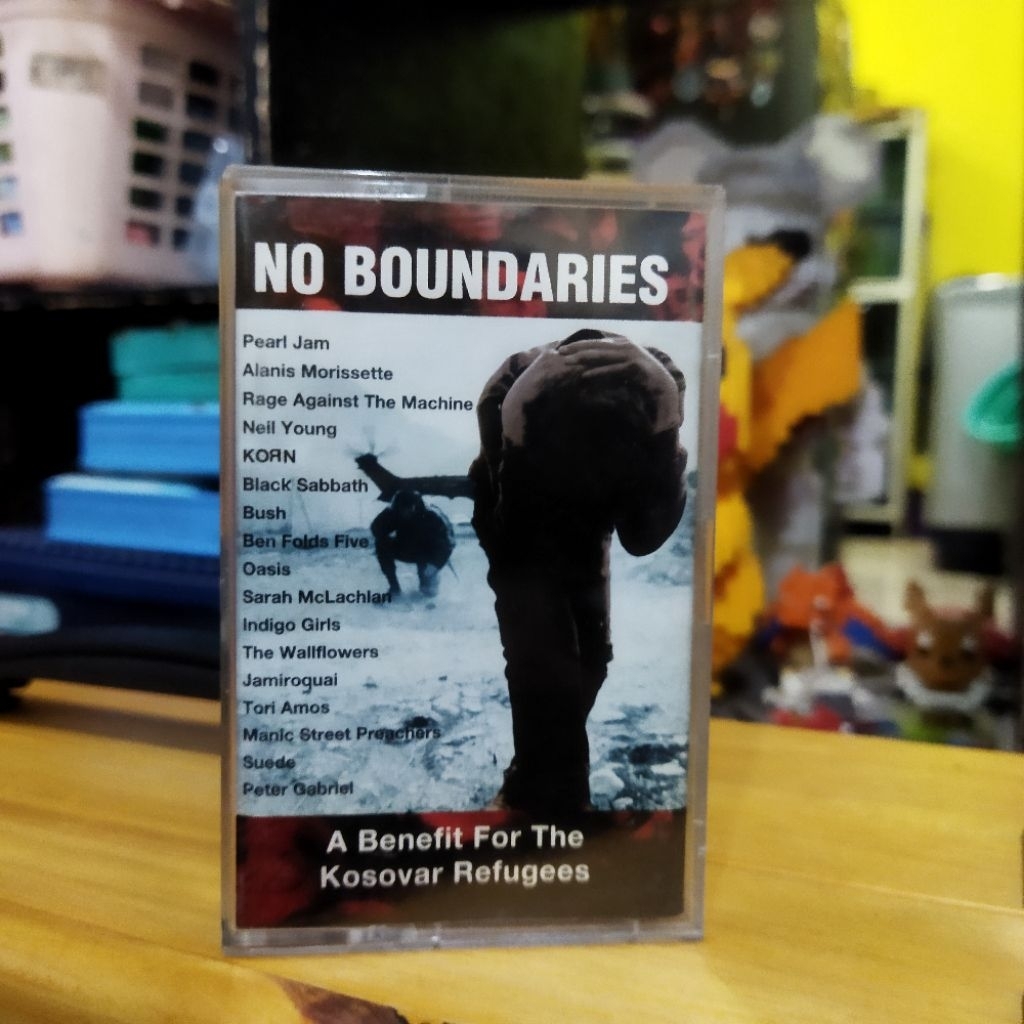 NO BOUNDARIES
Pearl Jam
Alanis Morissette
Rage Against The Machine
Neil Young
KOЯN
Black Sabbath
Bush
Ben Folds Five
Oasis
Sarah McLachlan
Indigo Girls
The Wallflowers
Jamiroquai
Tori Amos
Manic Street Preachers
Suede
Peter Gabriel
A Benefit For The
Kosovar Refugees